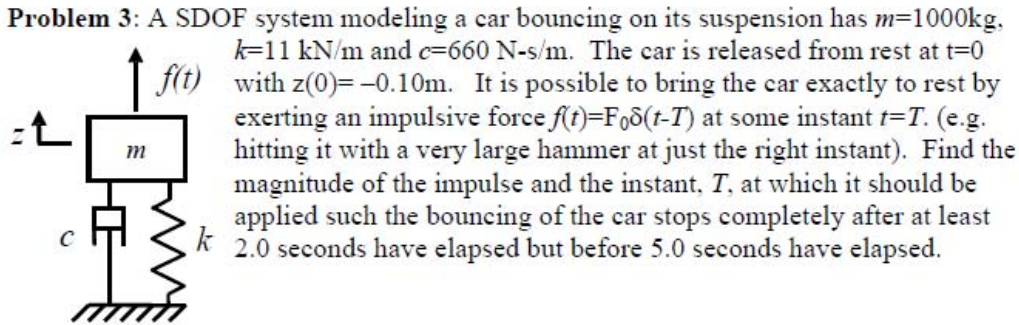 Problem 3: A SDOF system modeling a car bouncing on its suspension has m=1000kg,
k=11 kN/m and c=660 N-s/m. The car is released from rest at t=0
with z(0)= –0.10m. It is possible to bring the car exactly to rest by
exerting an impulsive force f(t)=F₀δ(t-T) at some instant t=T. (e.g.
hitting it with a very large hammer at just the right instant). Find the
magnitude of the impulse and the instant, T, at which it should be
applied such the bouncing of the car stops completely after at least
2.0 seconds have elapsed but before 5.0 seconds have elapsed.
f(t)
z
m
c
k